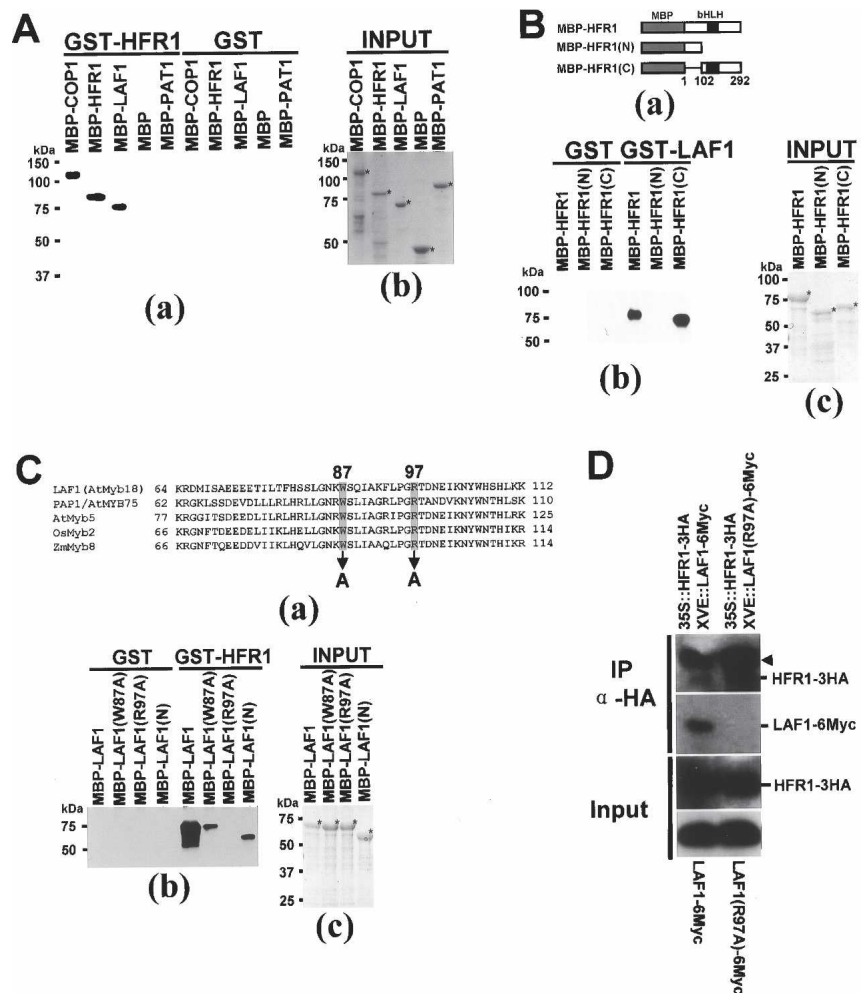 A
GST-HFR1 GST
MBP-COP1
MBP-HFR1
MBP-LAF1
MBP
MBP-PAT1
MBP-COP1
MBP-HFR1
MBP-LAF1
MBP
MBP-PAT1
kDa
150
100
75
50
37
(a)
INPUT
MBP-COP1
MBP-HFR1
MBP-LAF1
MBP
MBP-PAT1
kDa
150
100
75
50
(b)
B
MBP bHLH
MBP-HFR1
MBP-HFR1(N)
MBP-HFR1(C)
1 102 292
(a)
GST GST-LAF1
MBP-HFR1
MBP-HFR1(N)
MBP-HFR1(C)
MBP-HFR1
MBP-HFR1(N)
MBP-HFR1(C)
kDa
100
75
50
(b)
INPUT
MBP-HFR1
MBP-HFR1(N)
MBP-HFR1(C)
kDa
100
75
50
37
25
(c)
C
87 97
LAF1(AtMyb18) 64 KRDMISAEEEETILTFHSSLGNKWSQIAKFLPGRTDNEIKNYWHSHLKK 112
PAP1/AtMYB75 62 KRGKLSSDEVDLLLRLHRLLGNRWSLIAGRLPGRTANDVKNYWNTHLSK 110
AtMyb5 77 KRGGITSDEEDLILRLHRLLGNRWSLIAGRIPGRTDNEIKNYWNTHLRK 125
OsMyb2 66 KRGNFTDEEDELIIKLHELLGNKWSLIAGRLPGRTDNEIKNYWNTHIKR 114
ZmMyb8 66 KRGNFTQEEDDVIIKLHQVLGNKWSLIAAQLPGRTDNEIKNYWNTHIKR 114
A A
(a)
GST GST-HFR1
MBP-LAF1
MBP-LAF1(W87A)
MBP-LAF1(R97A)
MBP-LAF1(N)
MBP-LAF1
MBP-LAF1(W87A)
MBP-LAF1(R97A)
MBP-LAF1(N)
kDa
75
50
(b)
INPUT
MBP-LAF1
MBP-LAF1(W87A)
MBP-LAF1(R97A)
MBP-LAF1(N)
kDa
75
50
37
25
(c)
D
35S::HFR1-3HA
XVE::LAF1-6Myc
35S::HFR1-3HA
XVE::LAF1(R97A)-6Myc
IP
α-HA
HFR1-3HA
LAF1-6Myc
Input
HFR1-3HA
LAF1-6Myc
LAF1(R97A)-6Myc